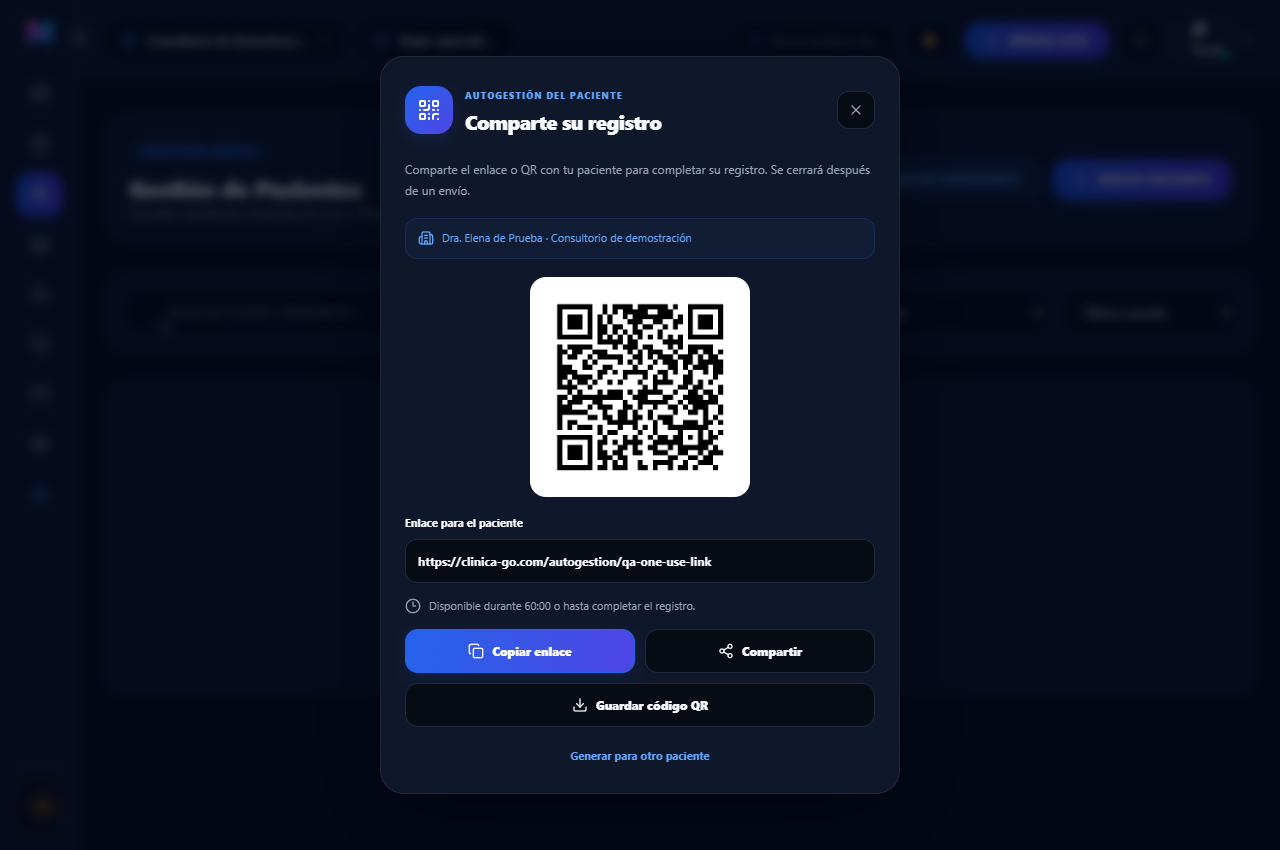 AUTOGESTIÓN DEL PACIENTE
Comparte su registro
Comparte el enlace o QR con tu paciente para completar su registro. Se cerrará después
de un envío.
Dra. Elena de Prueba · Consultorio de demostración
Enlace para el paciente
https://clinica-go.com/autogestion/qa-one-use-link
Disponible durante 60:00 o hasta completar el registro.
Copiar enlace
Compartir
Guardar código QR
Generar para otro paciente
Gestión de Pacientes